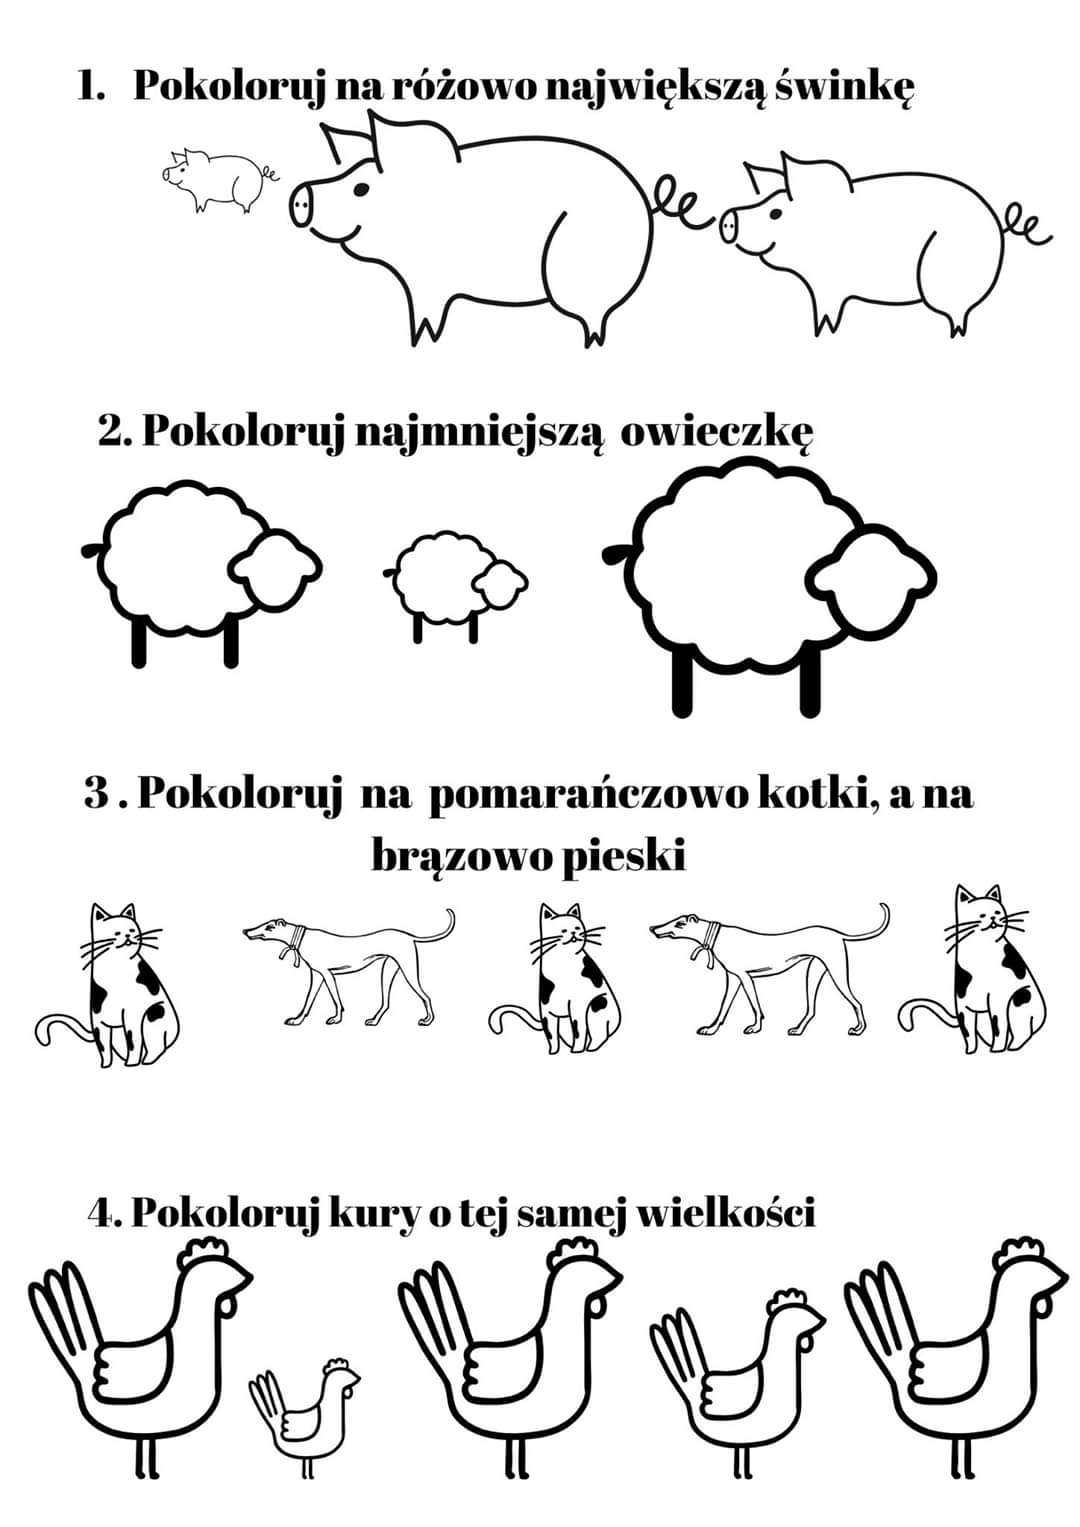 1. Pokoloruj na różowo największą świnkę
2. Pokoloruj najmniejszą owieczkę
3. Pokoloruj na pomarańczowo kotki, a na
brązowo pieski
4. Pokoloruj kury o tej samej wielkości